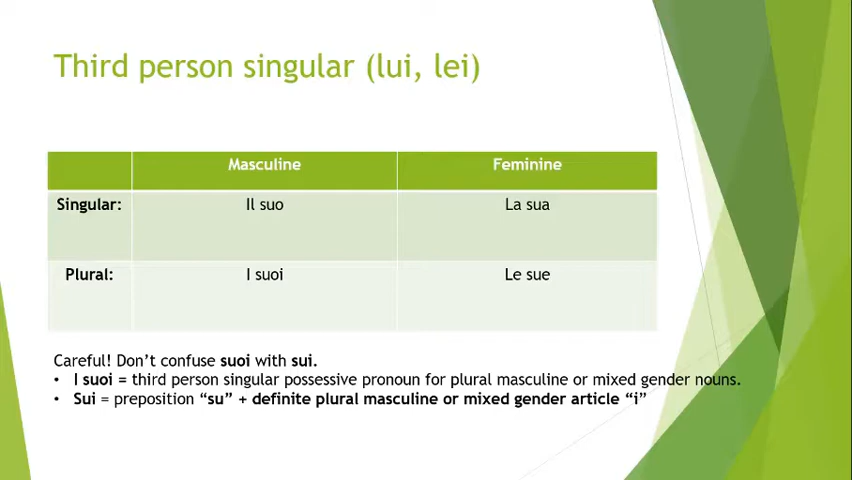 Third person singular (lui, lei)
Masculine Feminine
Singular: Il suo La sua
Plural: I suoi Le sue
Careful! Don’t confuse suoi with sui.
• I suoi = third person singular possessive pronoun for plural masculine or mixed gender nouns.
• Sui = preposition “su” + definite plural masculine or mixed gender article “i”